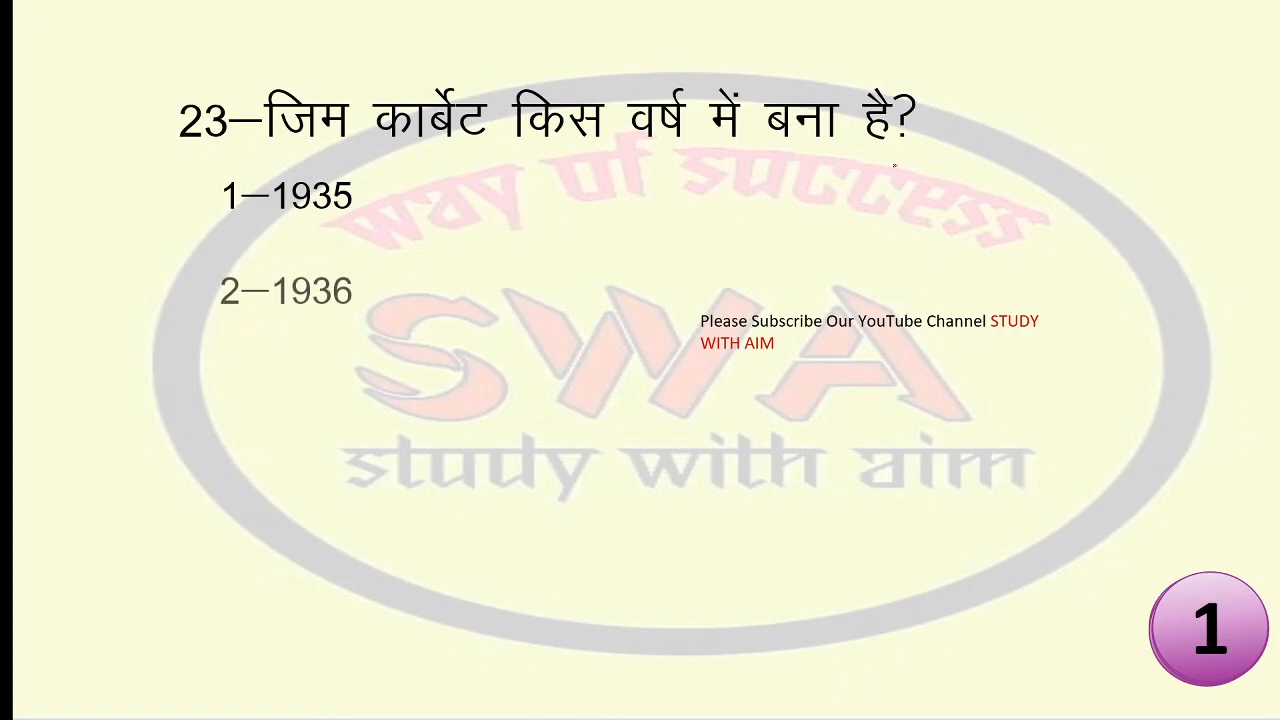 23–जिम कार्बेट किस वर्ष में बना है?
way of success
1–1935
2–1936
SWA
Please Subscribe Our YouTube Channel STUDY
WITH AIM
study with aim
1